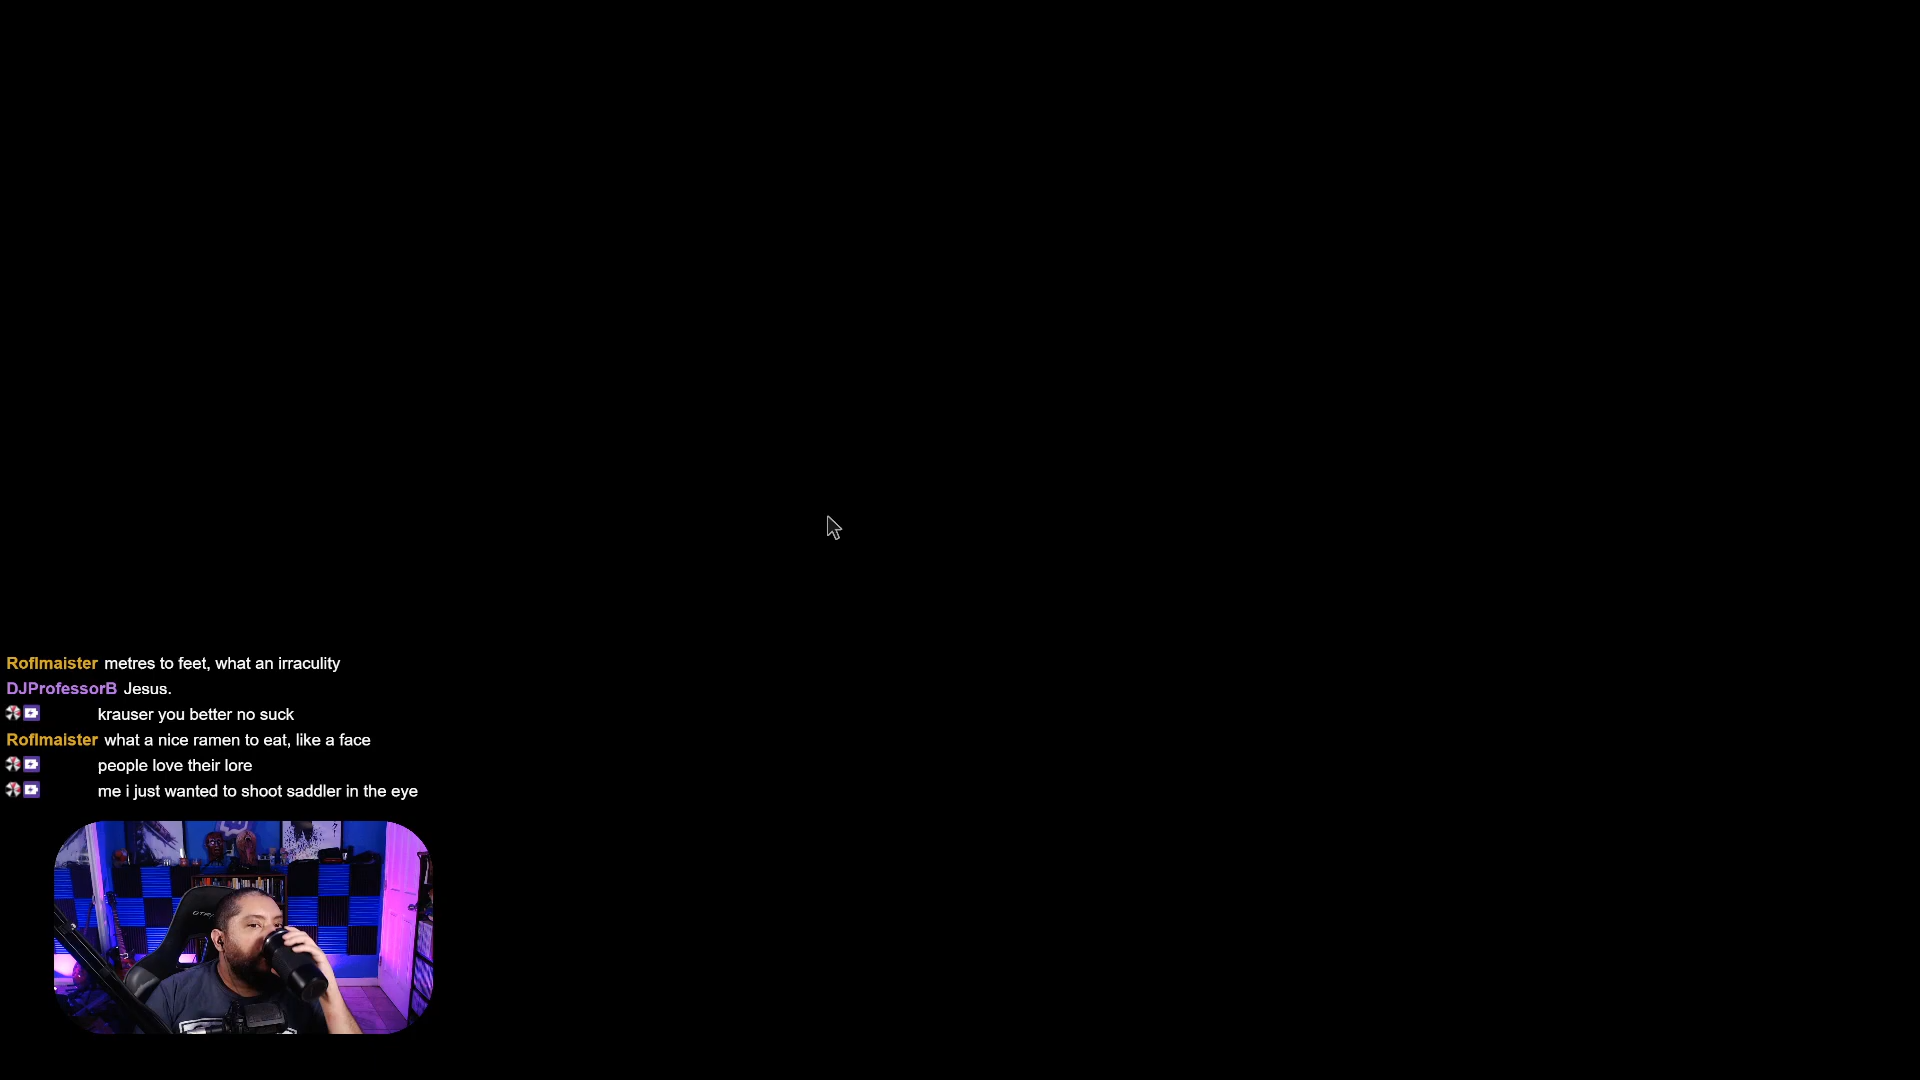 Roflmaister metres to feet, what an irraculity
DJProfessorB Jesus.
krauser you better no suck
Roflmaister what a nice ramen to eat, like a face
people love their lore
me i just wanted to shoot saddler in the eye